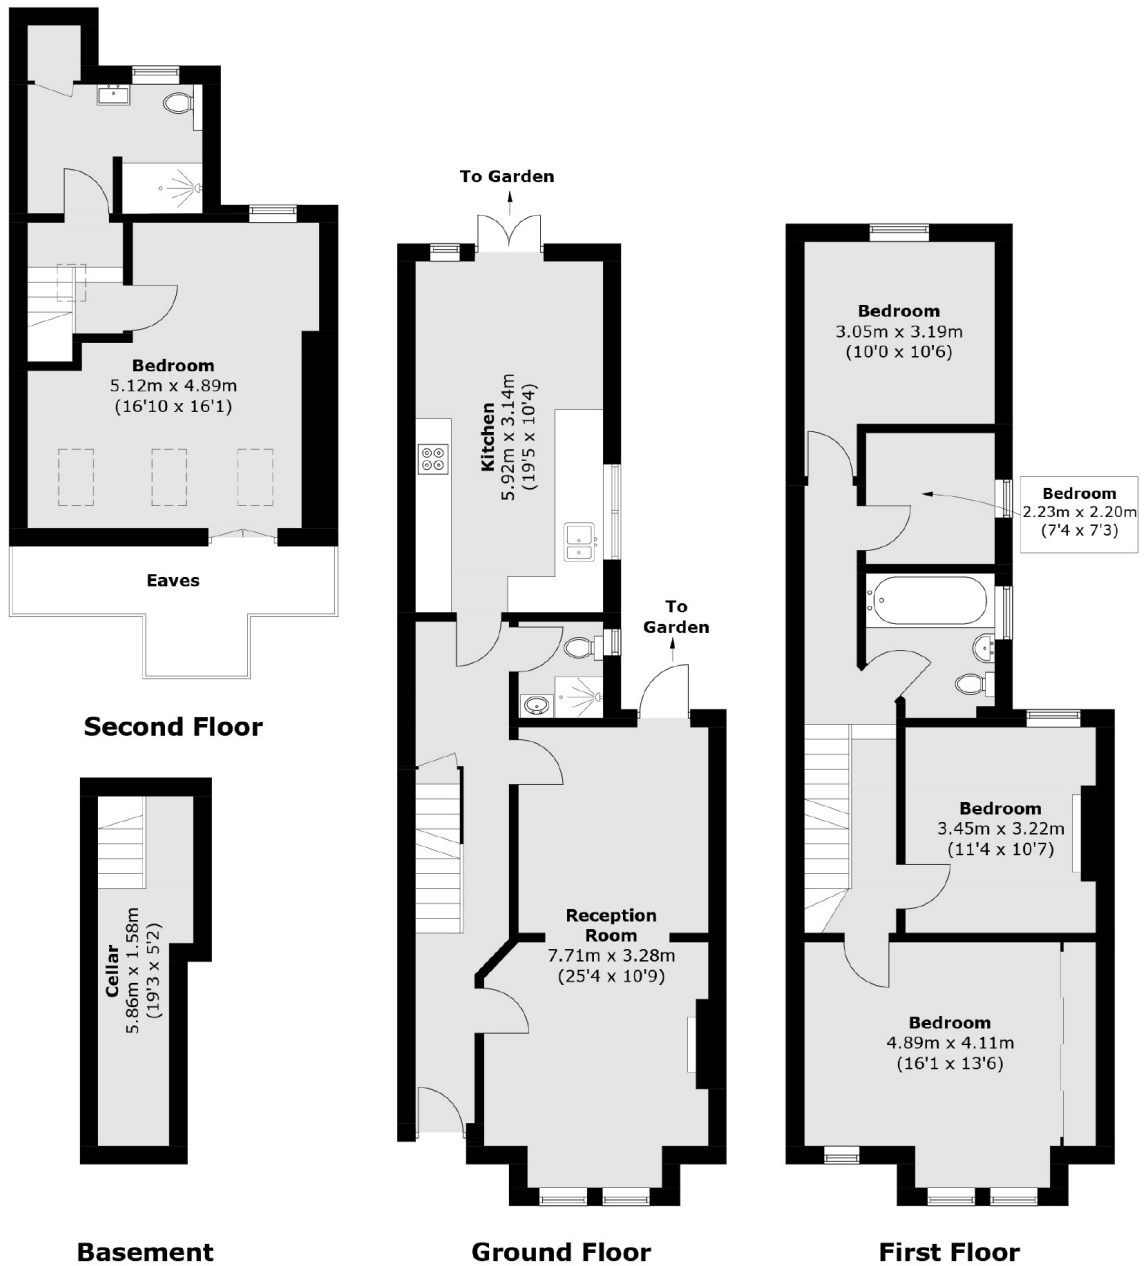 Bedroom
5.12m x 4.89m
(16'10 x 16'1)
Eaves
Second Floor
Cellar
5.86m x 1.58m
(19'3 x 5'2)
Basement
To Garden
Kitchen
5.92m x 3.14m
(19'5 x 10'4)
To
Garden
Reception
Room
7.71m x 3.28m
(25'4 x 10'9)
Ground Floor
Bedroom
3.05m x 3.19m
(10'0 x 10'6)
Bedroom
2.23m x 2.20m
(7'4 x 7'3)
Bedroom
3.45m x 3.22m
(11'4 x 10'7)
Bedroom
4.89m x 4.11m
(16'1 x 13'6)
First Floor